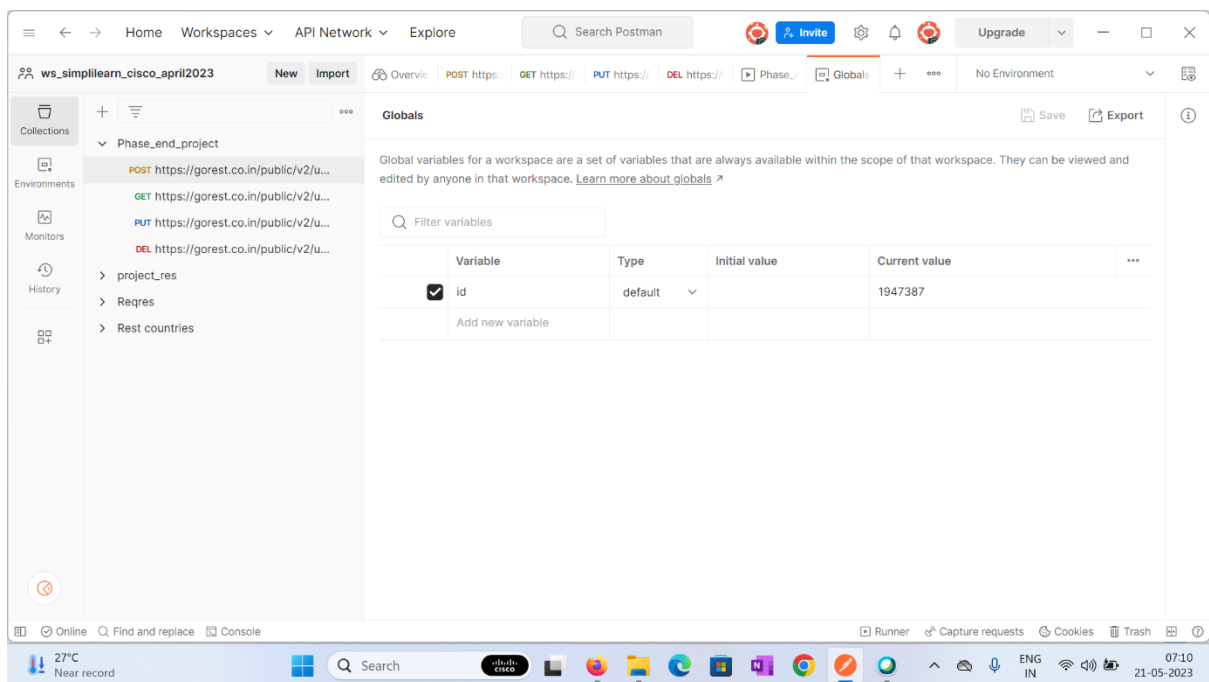 Home Workspaces API Network Explore Search Postman Invite Upgrade
ws_simplilearn_cisco_april2023 New Import Overvie POST https: GET https:// PUT https:// DEL https:// Phase_ Globals No Environment
Collections
Environments
Monitors
History
Phase_end_project
POST https://gorest.co.in/public/v2/u...
GET https://gorest.co.in/public/v2/u...
PUT https://gorest.co.in/public/v2/u...
DEL https://gorest.co.in/public/v2/u...
project_res
Reqres
Rest countries
Globals Save Export
Global variables for a workspace are a set of variables that are always available within the scope of that workspace. They can be viewed and
edited by anyone in that workspace. Learn more about globals
Filter variables
Variable Type Initial value Current value
id default 1947387
Add new variable
Online Find and replace Console Runner Capture requests Cookies Trash
27°C
Near record
Search
cisco
ENG
IN
07:10
21-05-2023